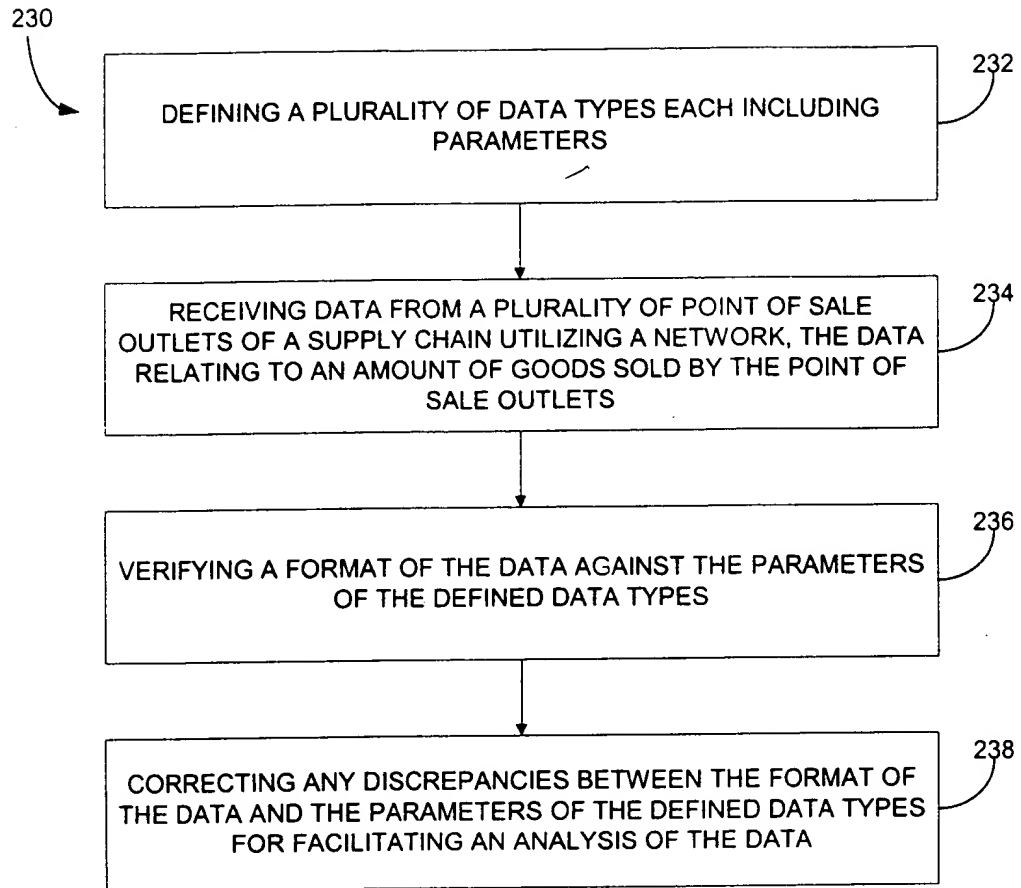 230
232
DEFINING A PLURALITY OF DATA TYPES EACH INCLUDING
PARAMETERS
234
RECEIVING DATA FROM A PLURALITY OF POINT OF SALE
OUTLETS OF A SUPPLY CHAIN UTILIZING A NETWORK, THE DATA
RELATING TO AN AMOUNT OF GOODS SOLD BY THE POINT OF
SALE OUTLETS
236
VERIFYING A FORMAT OF THE DATA AGAINST THE PARAMETERS
OF THE DEFINED DATA TYPES
238
CORRECTING ANY DISCREPANCIES BETWEEN THE FORMAT OF
THE DATA AND THE PARAMETERS OF THE DEFINED DATA TYPES
FOR FACILITATING AN ANALYSIS OF THE DATA